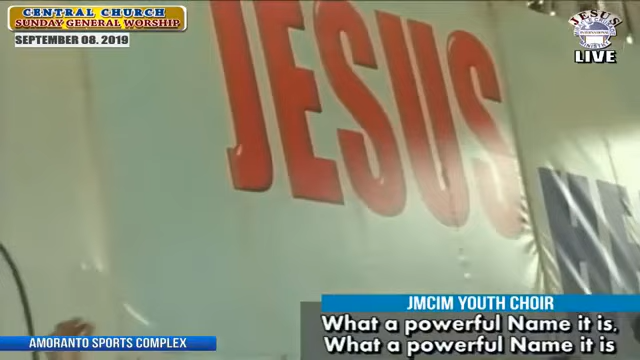 CENTRAL CHURCH
SUNDAY GENERAL WORSHIP
SEPTEMBER 08. 2019
JESUS
LIVE
JESUS
JMCIM YOUTH CHOIR
What a powerful Name it is,
What a powerful Name it is
AMORANTO SPORTS COMPLEX